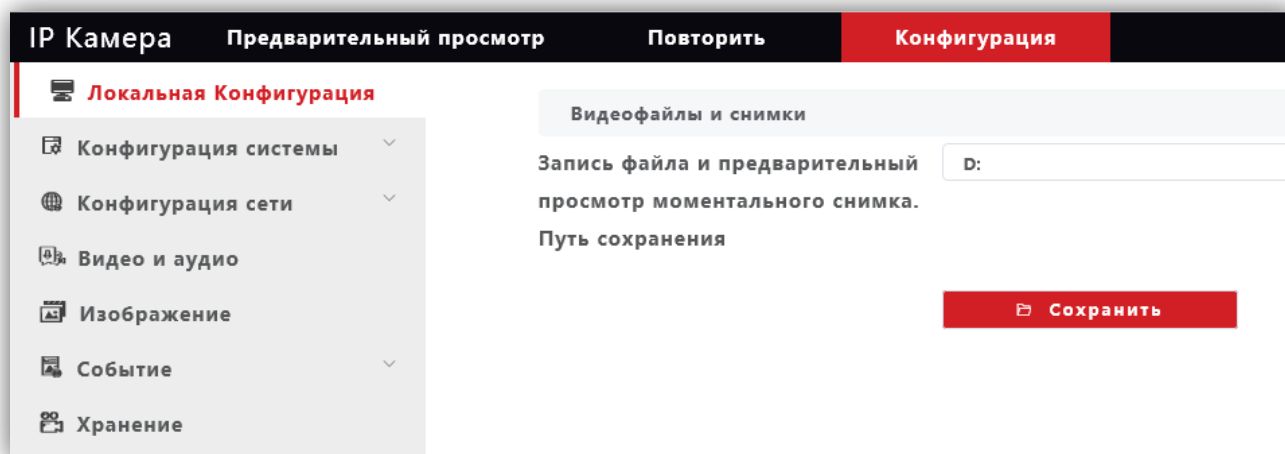 IP Камера Предварительный просмотр Повторить Конфигурация
Локальная Конфигурация
Конфигурация системы
Конфигурация сети
Видео и аудио
Изображение
Событие
Хранение
Видеофайлы и снимки
Запись файла и предварительный
просмотр моментального снимка.
Путь сохранения
D:
Сохранить